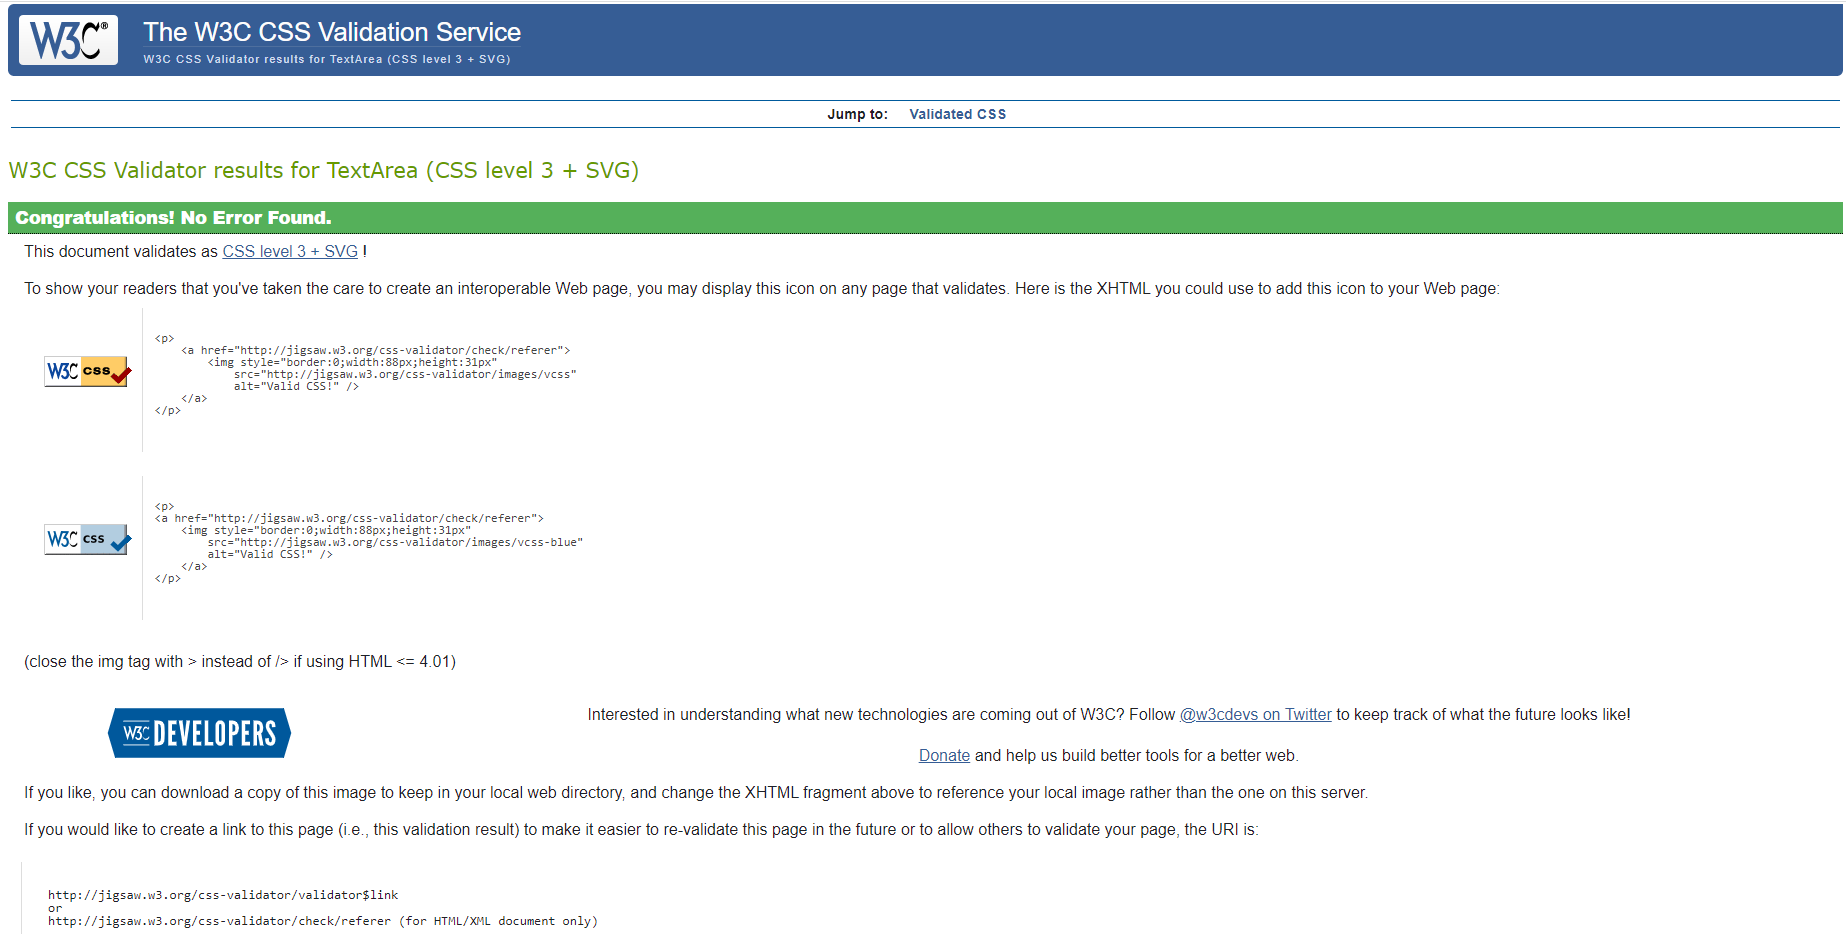 W3C®
The W3C CSS Validation Service
W3C CSS Validator results for TextArea (CSS level 3 + SVG)
Jump to: Validated CSS
W3C CSS Validator results for TextArea (CSS level 3 + SVG)
Congratulations! No Error Found.
This document validates as CSS level 3 + SVG !
To show your readers that you've taken the care to create an interoperable Web page, you may display this icon on any page that validates. Here is the XHTML you could use to add this icon to your Web page:
W3C css
<p>
    <a href="http://jigsaw.w3.org/css-validator/check/referer">
        <img style="border:0;width:88px;height:31px"
            src="http://jigsaw.w3.org/css-validator/images/vcss"
            alt="Valid CSS!" />
    </a>
</p>
W3C css
<p>
<a href="http://jigsaw.w3.org/css-validator/check/referer">
    <img style="border:0;width:88px;height:31px"
        src="http://jigsaw.w3.org/css-validator/images/vcss-blue"
        alt="Valid CSS!" />
    </a>
</p>
(close the img tag with > instead of /> if using HTML <= 4.01)
W3C DEVELOPERS
Interested in understanding what new technologies are coming out of W3C? Follow @w3cdevs on Twitter to keep track of what the future looks like!
Donate and help us build better tools for a better web.
If you like, you can download a copy of this image to keep in your local web directory, and change the XHTML fragment above to reference your local image rather than the one on this server.
If you would like to create a link to this page (i.e., this validation result) to make it easier to re-validate this page in the future or to allow others to validate your page, the URI is:
http://jigsaw.w3.org/css-validator/validator$link
or
http://jigsaw.w3.org/css-validator/check/referer (for HTML/XML document only)